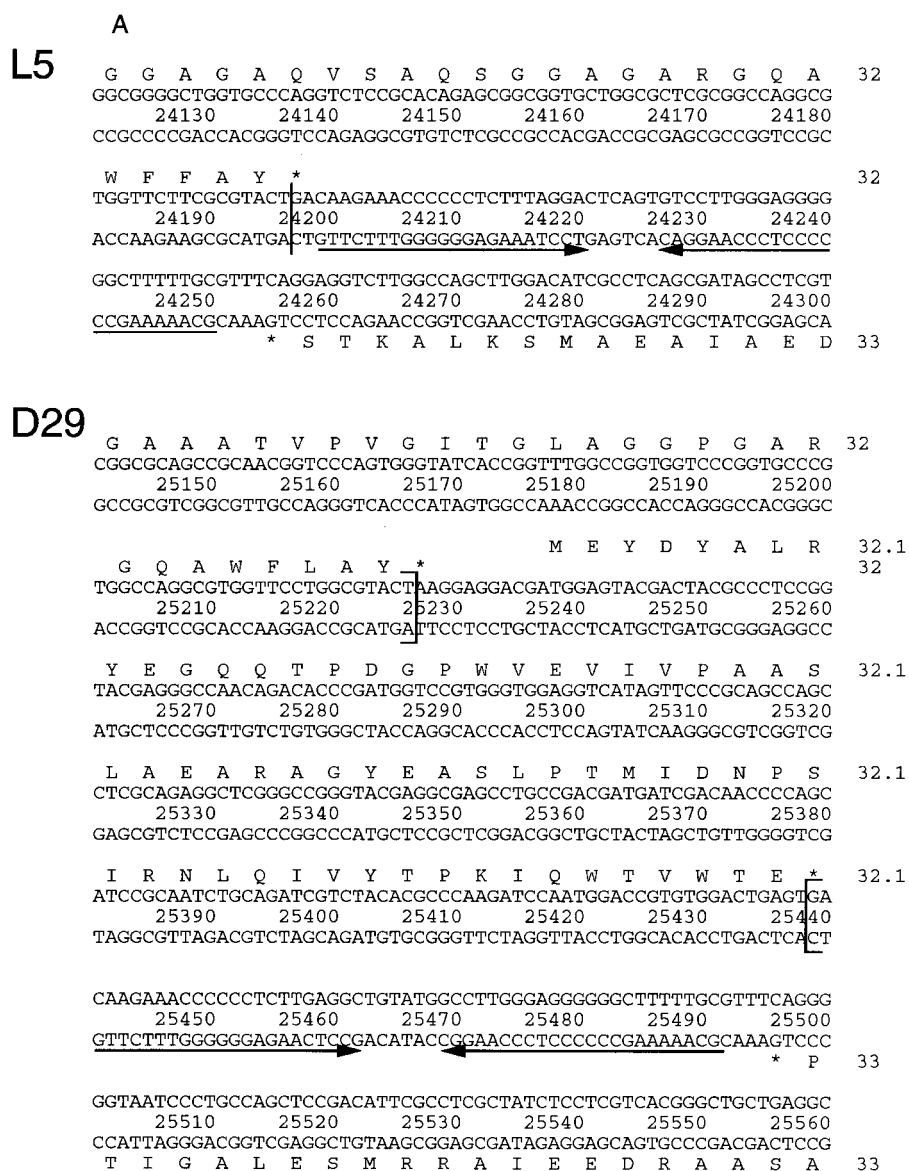 A
L5
G G A G A Q V S A Q S G G A G A R G Q A 32
GGCGGGGCTGGTGCCCAGGTCTCCGCACAGAGCGGCGGTGCTGGCGCTCGCGGCCAGGCG
24130 24140 24150 24160 24170 24180
CCGCCCCGACCACGGGTCCAGAGGCGTGTCTCGCCGCCACGACCGCGAGCGCCGGTCCGC
W F F A Y * 32
TGGTTCTTCGCGTACTGACAAGAAACCCCCCTCTTTAGGACTCAGTGTCCTTGGGAGGGG
24190 24200 24210 24220 24230 24240
ACCAAGAAGCGCATGACTGTTCTTTGGGGGGAGAAATCCTGAGTCACAGGAACCCTCCCC
GGCTTTTTGCGTTTCAGGAGGTCTTGGCCAGCTTGGACATCGCCTCAGCGATAGCCTCGT
24250 24260 24270 24280 24290 24300
CCGAAAAACGCAAAGTCCTCCAGAACCGGTCGAACCTGTAGCGGAGTCGCTATCGGAGCA
* S T K A L K S M A E A I A E D 33
D29
G A A A T V P V G I T G L A G G P G A R 32
CGGCGCAGCCGCAACGGTCCCAGTGGGTATCACCGGTTTGGCCGGTGGTCCCGGTGCCCG
25150 25160 25170 25180 25190 25200
GCCGCGTCGGCGTTGCCAGGGTCACCCATAGTGGCCAAACCGGCCACCAGGGCCACGGGC
M E Y D Y A L R 32.1
G Q A W F L A Y * 32
TGGCCAGGCGTGGTTCCTGGCGTACTAAGGAGGACGATGGAGTACGACTACGCCCTCCGG
25210 25220 25230 25240 25250 25260
ACCGGTCCGCACCAAGGACCGCATGATTCCTCCTGCTACCTCATGCTGATGCGGGAGGCC
Y E G Q Q T P D G P W V E V I V P A A S 32.1
TACGAGGGCCAACAGACACCCGATGGTCCGTGGGTGGAGGTCATAGTTCCCGCAGCCAGC
25270 25280 25290 25300 25310 25320
ATGCTCCCGGTTGTCTGTGGGCTACCAGGCACCCACCTCCAGTATCAAGGGCGTCGGTCG
L A E A R A G Y E A S L P T M I D N P S 32.1
CTCGCAGAGGCTCGGGCCGGGTACGAGGCGAGCCTGCCGACGATGATCGACAACCCCAGC
25330 25340 25350 25360 25370 25380
GAGCGTCTCCGAGCCCGGCCCATGCTCCGCTCGGACGGCTGCTACTAGCTGTTGGGGTCG
I R N L Q I V Y T P K I Q W T V W T E * 32.1
ATCCGCAATCTGCAGATCGTCTACACGCCCAAGATCCAATGGACCGTGTGGACTGAGTGA
25390 25400 25410 25420 25430 25440
TAGGCGTTAGACGTCTAGCAGATGTGCGGGTTCTAGGTTACCTGGCACACCTGACTCACT
CAAGAAACCCCCCTCTTGAGGCTGTATGGCCTTGGGAGGGGGGCTTTTTGCGTTTCAGGG
25450 25460 25470 25480 25490 25500
GTTCTTTGGGGGGAGAACTCCGACATACCGGAACCCTCCCCCCGAAAAACGCAAAGTCCC
* P 33
GGTAATCCCTGCCAGCTCCGACATTCGCCTCGCTATCTCCTCGTCACGGGCTGCTGAGGC
25510 25520 25530 25540 25550 25560
CCATTAGGGACGGTCGAGGCTGTAAGCGGAGCGATAGAGGAGCAGTGCCCGACGACTCCG
T I G A L E S M R R A I E E D R A A S A 33